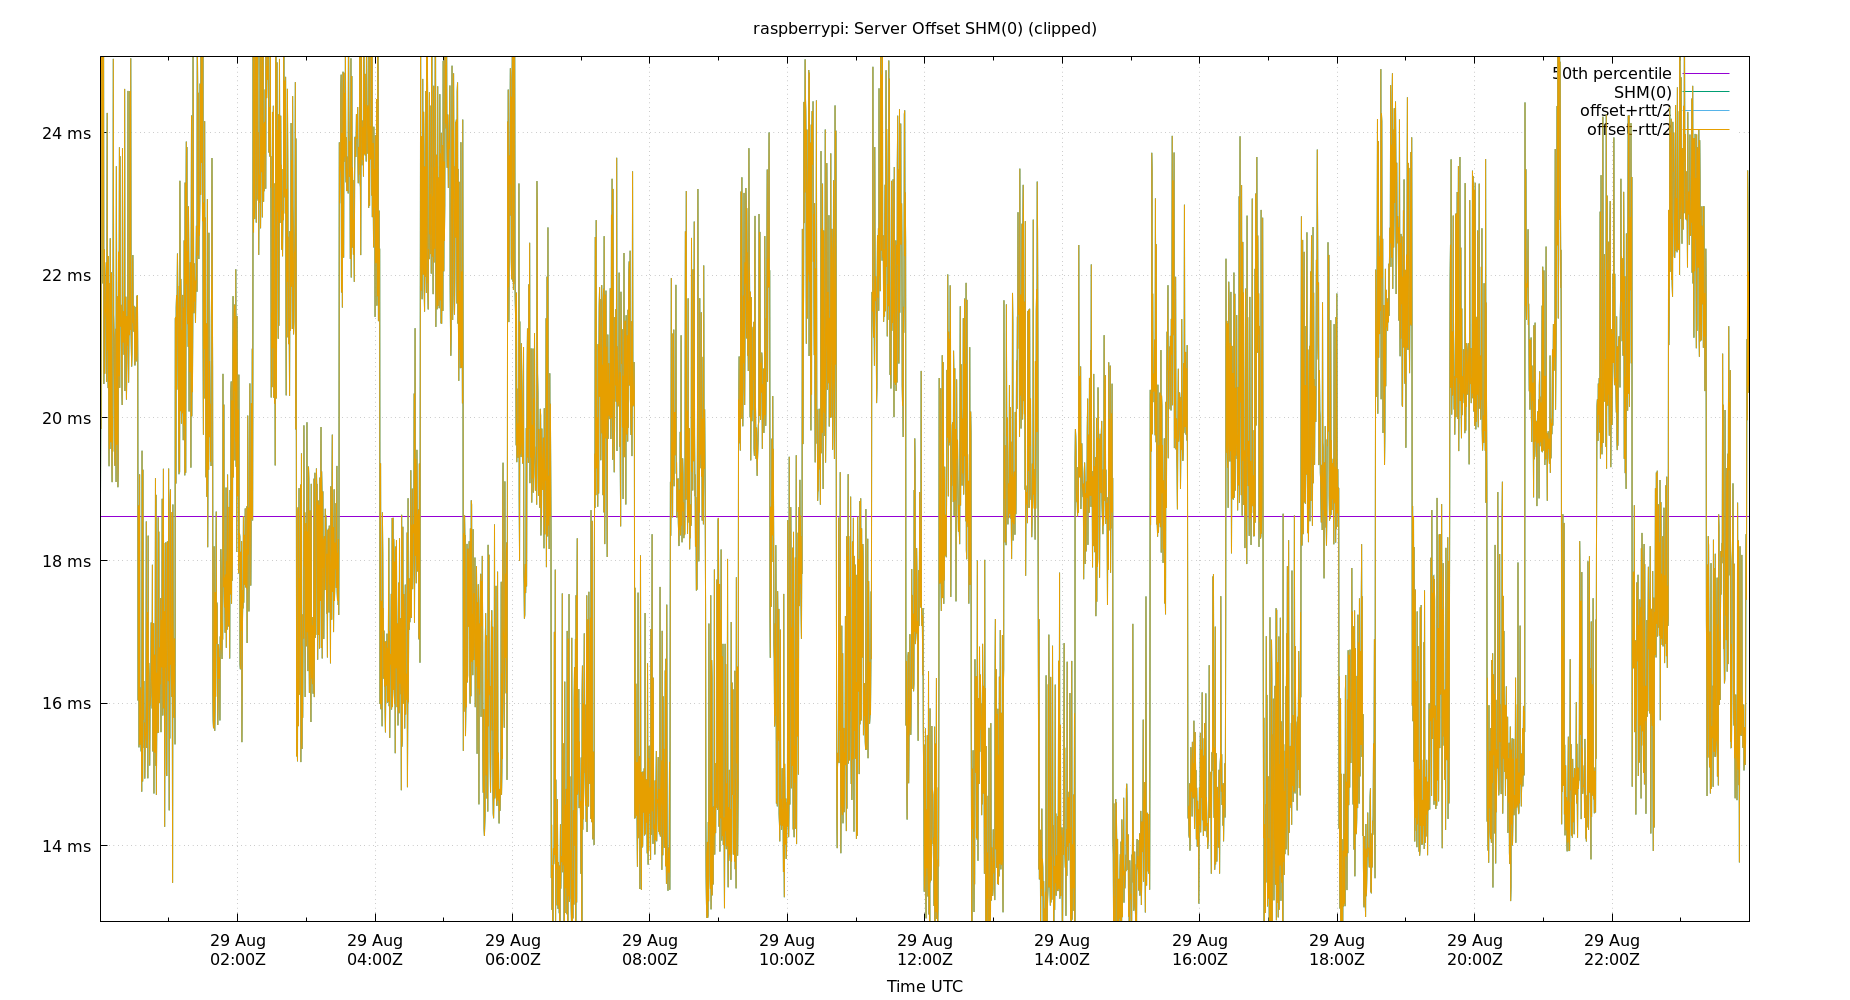 raspberrypi: Server Offset SHM(0) (clipped)
50th percentile
SHM(0)
offset+rtt/2
offset-rtt/2
24 ms
22 ms
20 ms
18 ms
16 ms
14 ms
29 Aug 29 Aug 29 Aug 29 Aug 29 Aug 29 Aug 29 Aug 29 Aug 29 Aug 29 Aug 29 Aug
02:00Z 04:00Z 06:00Z 08:00Z 10:00Z 12:00Z 14:00Z 16:00Z 18:00Z 20:00Z 22:00Z
Time UTC